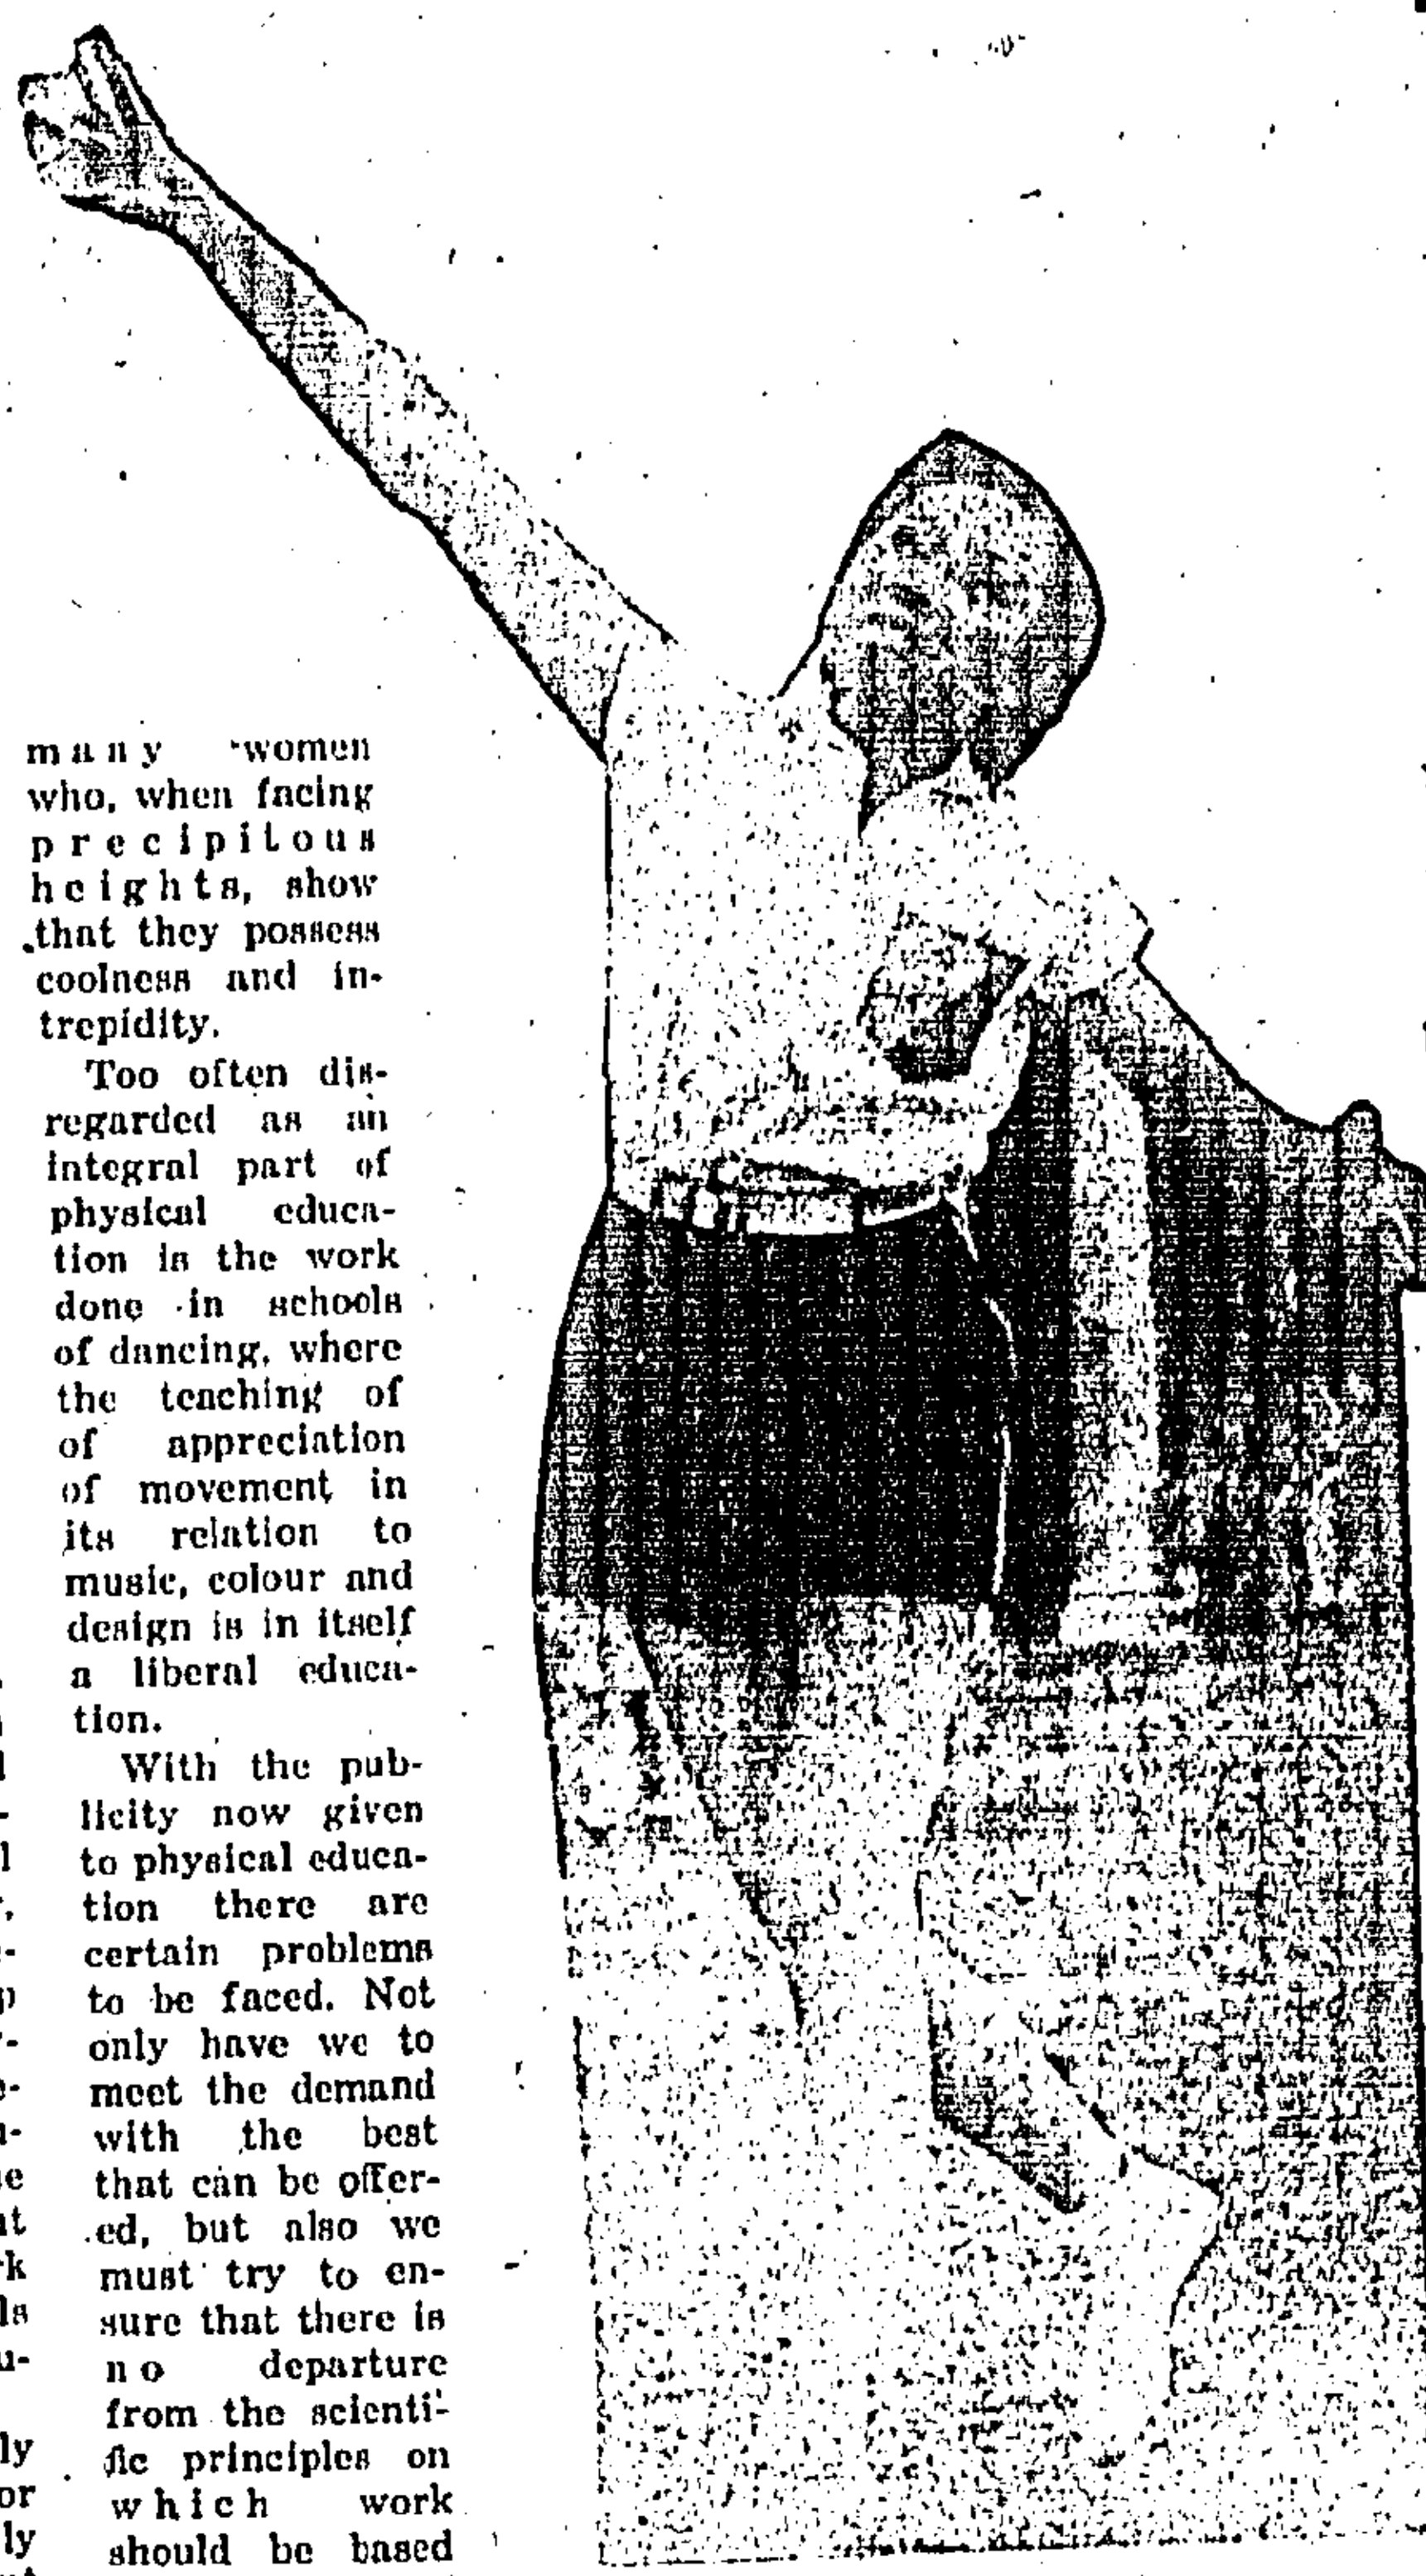 many women
who, when facing
precipitous
heights, show
that they possess
coolness and in-
trepidity.
Too often dis-
regarded as an
integral part of
physical educa-
tion is the work
done in schools
of dancing, where
the teaching of
of appreciation
of movement in
its relation to
music, colour and
design is in itself
a liberal educa-
tion.
With the pub-
licity now given
to physical educa-
tion there are
certain problems
to be faced. Not
only have we to
meet the demand
with the best
that can be offer-
ed, but also we
must try to en-
sure that there is
no departure
from the scienti-
fic principles on
which work
should be based